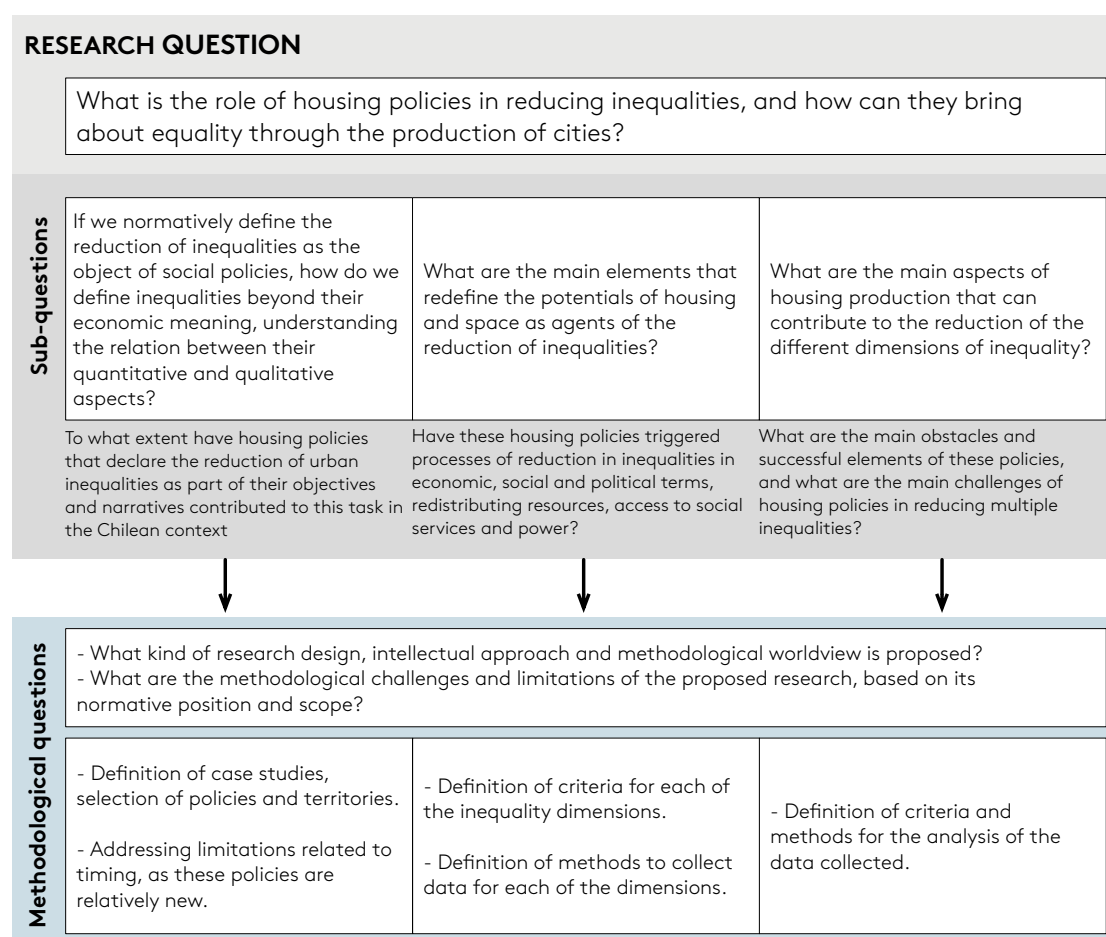 RESEARCH QUESTION
What is the role of housing policies in reducing inequalities, and how can they bring
about equality through the production of cities?
Sub-questions
If we normatively define the
reduction of inequalities as the
object of social policies, how do we
define inequalities beyond their
economic meaning, understanding
the relation between their
quantitative and qualitative
aspects?
What are the main elements that
redefine the potentials of housing
and space as agents of the
reduction of inequalities?
What are the main aspects of
housing production that can
contribute to the reduction of the
different dimensions of inequality?
To what extent have housing policies
that declare the reduction of urban
inequalities as part of their objectives
and narratives contributed to this task in
the Chilean context
Have these housing policies triggered
processes of reduction in inequalities in
economic, social and political terms,
redistributing resources, access to social
services and power?
What are the main obstacles and
successful elements of these policies,
and what are the main challenges of
housing policies in reducing multiple
inequalities?
Methodological questions
- What kind of research design, intellectual approach and methodological worldview is proposed?
- What are the methodological challenges and limitations of the proposed research, based on its
normative position and scope?
- Definition of case studies,
selection of policies and territories.
- Addressing limitations related to
timing, as these policies are
relatively new.
- Definition of criteria for each of
the inequality dimensions.
- Definition of methods to collect
data for each of the dimensions.
- Definition of criteria and
methods for the analysis of the
data collected.